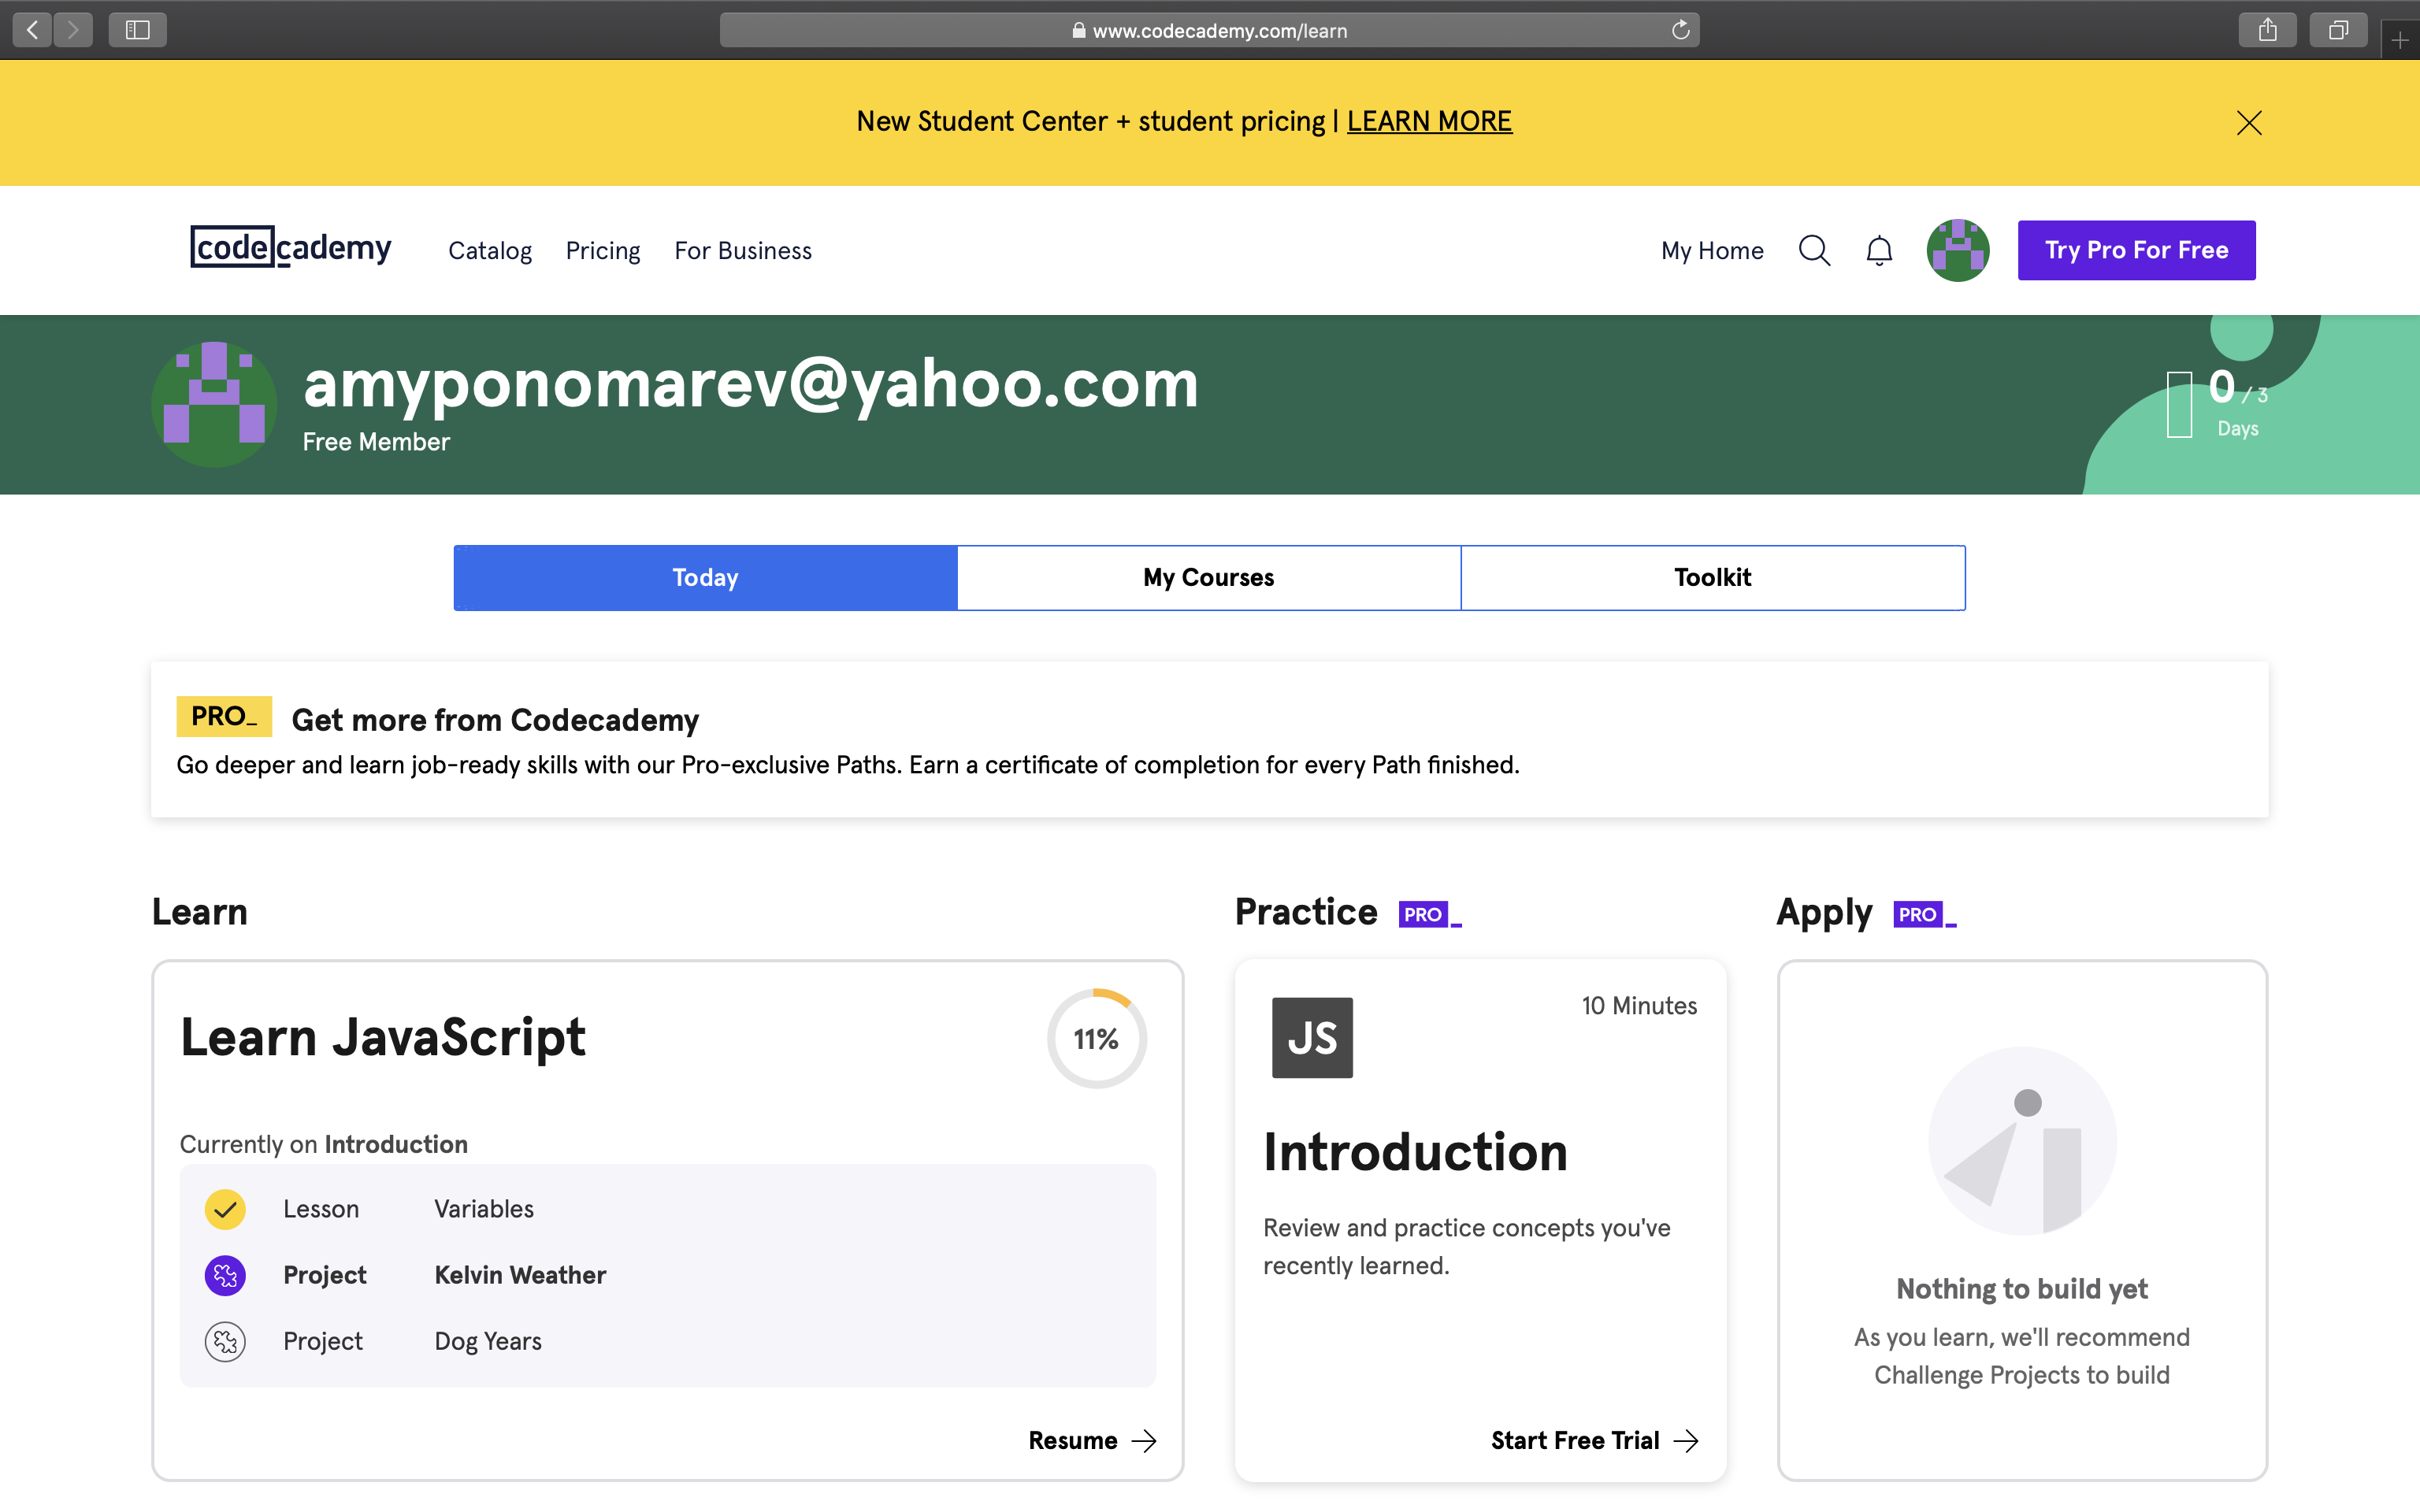 www.codecademy.com/learn
New Student Center + student pricing | LEARN MORE
codecademy
Catalog
Pricing
For Business
My Home
Try Pro For Free
amyponomarev@yahoo.com
Free Member
0 / 3
Days
Today
My Courses
Toolkit
PRO_ Get more from Codecademy
Go deeper and learn job-ready skills with our Pro-exclusive Paths. Earn a certificate of completion for every Path finished.
Learn
Learn JavaScript
11%
Currently on Introduction
Lesson Variables
Project Kelvin Weather
Project Dog Years
Resume
Practice PRO_
JS
10 Minutes
Introduction
Review and practice concepts you've
recently learned.
Start Free Trial
Apply PRO_
Nothing to build yet
As you learn, we'll recommend
Challenge Projects to build